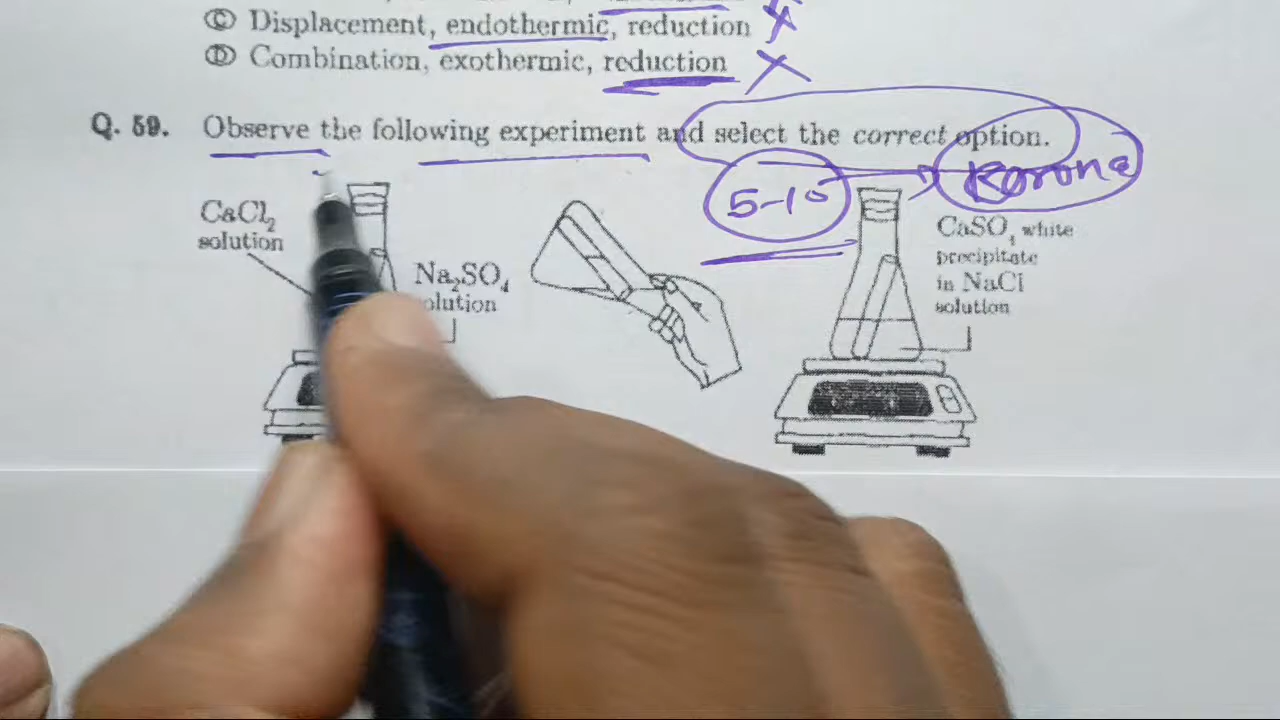 Ⓒ Displacement, endothermic, reduction
Ⓓ Combination, exothermic, reduction
Q. 59. Observe the following experiment and select the correct option.
5-10
Korona
CaCl₂
solution
Na₂SO₄
solution
CaSO₄ white
precipitate
in NaCl
solution